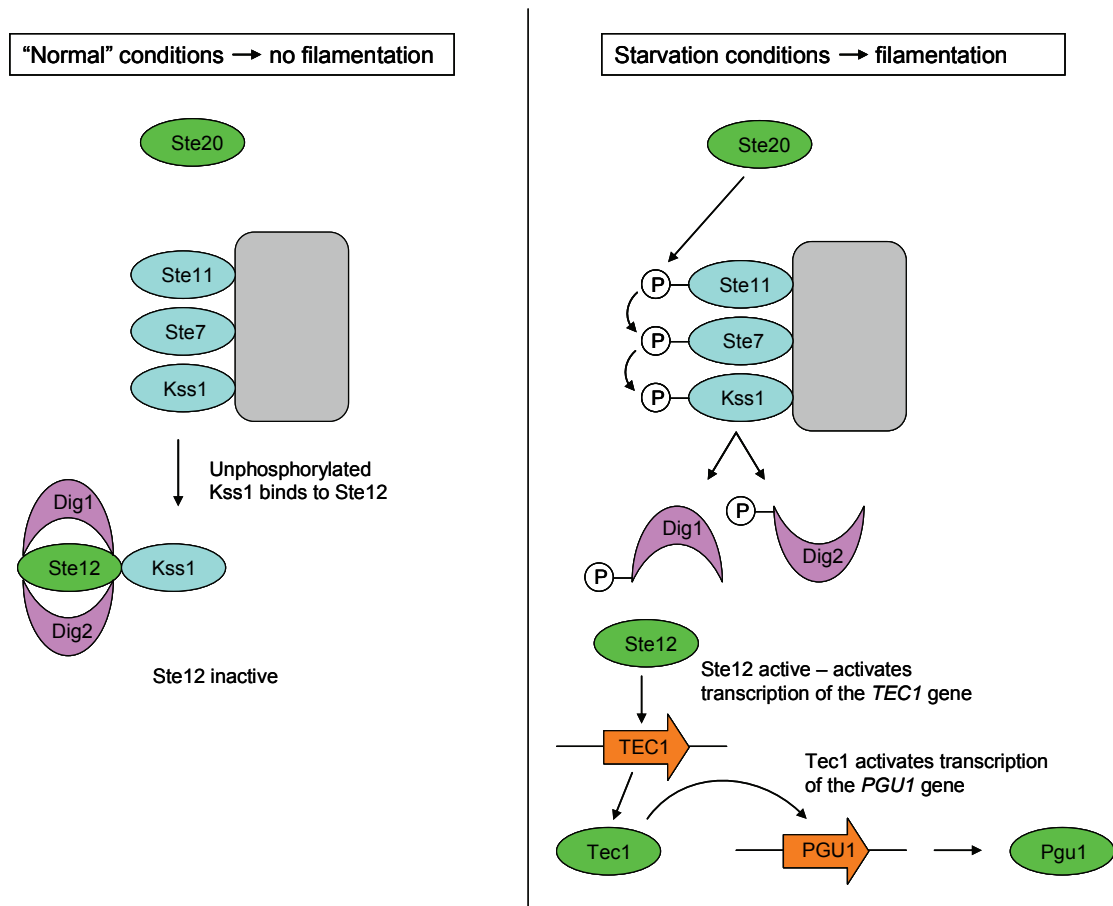 “Normal” conditions → no filamentation
Ste20
Ste11
Ste7
Kss1
Unphosphorylated
Kss1 binds to Ste12
Dig1
Ste12
Kss1
Dig2
Ste12 inactive
Starvation conditions → filamentation
Ste20
P
Ste11
P
Ste7
P
Kss1
P
Dig1
P
Dig2
Ste12
Ste12 active – activates
transcription of the TEC1 gene
TEC1
Tec1 activates transcription
of the PGU1 gene
Tec1
PGU1
Pgu1